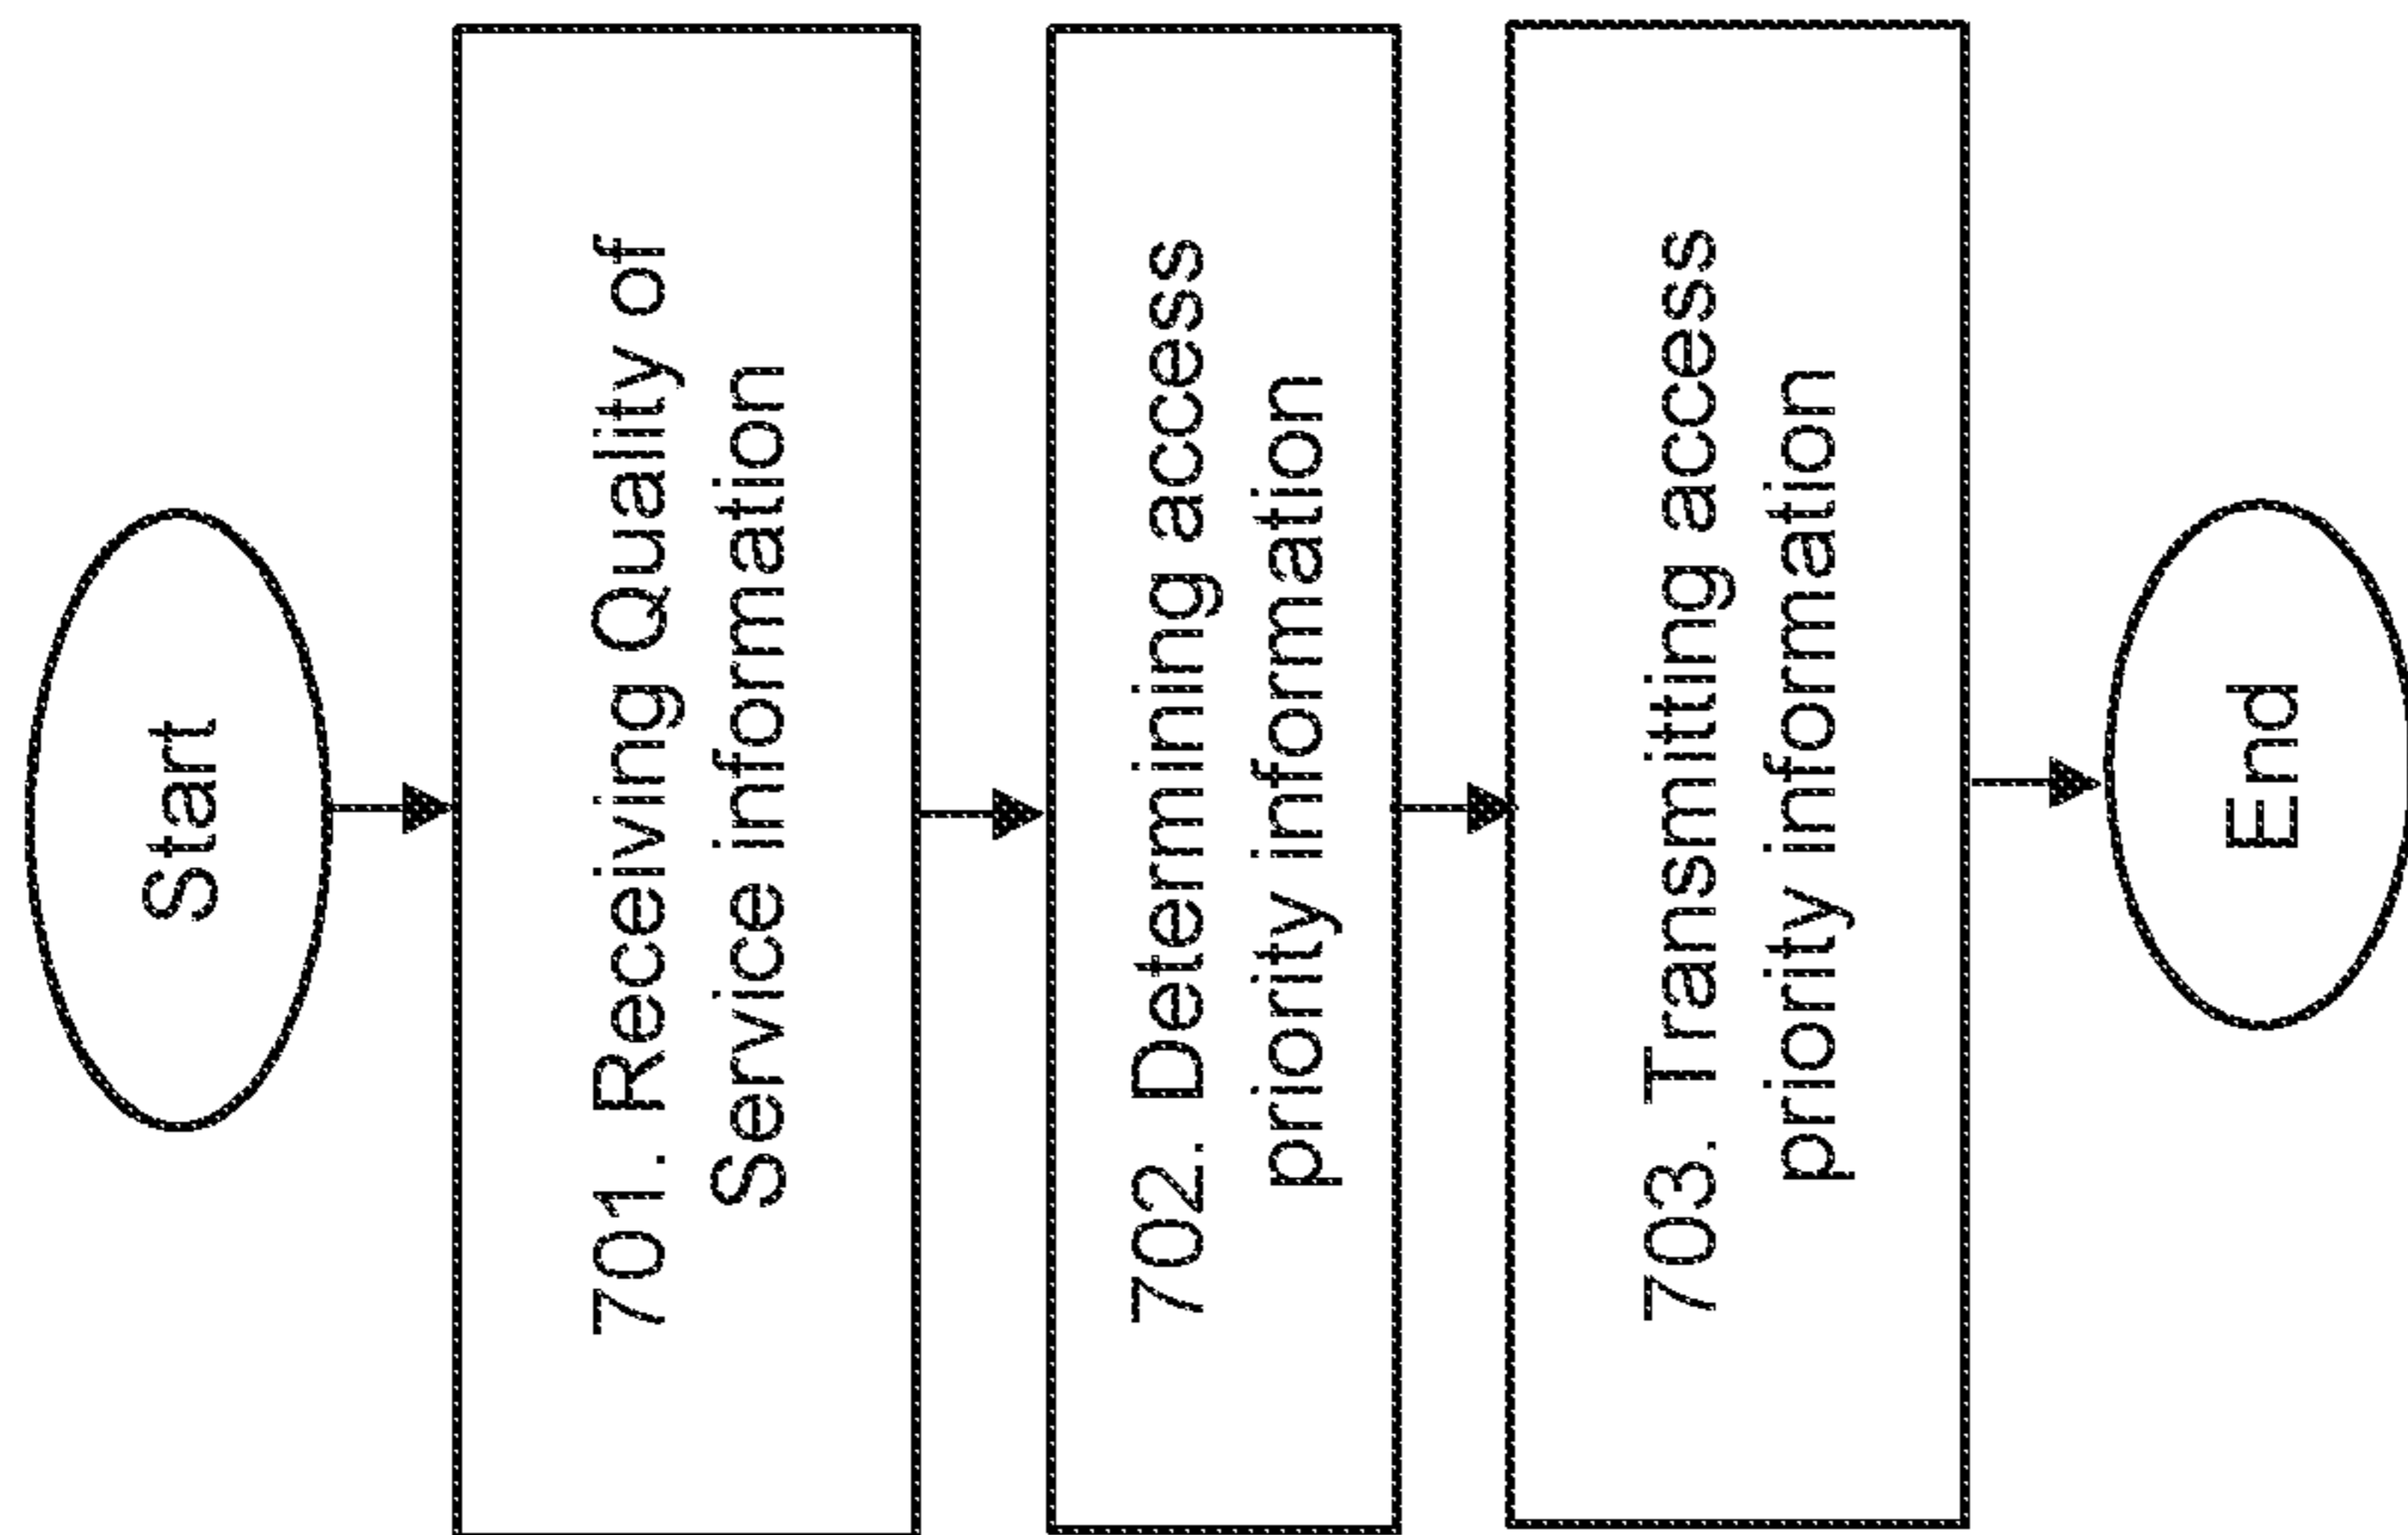 Start
701. Receiving Quality of
Service information
702. Determining access
priority information
703. Transmitting access
priority information
End